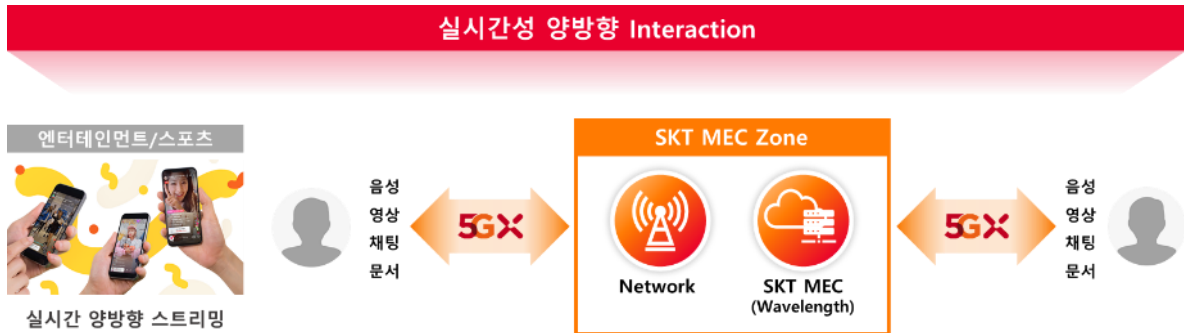 실시간성 양방향 Interaction
엔터테인먼트/스포츠
실시간 양방향 스트리밍
음성
영상
채팅
문서
5GX
SKT MEC Zone
Network
SKT MEC
(Wavelength)
5GX
음성
영상
채팅
문서